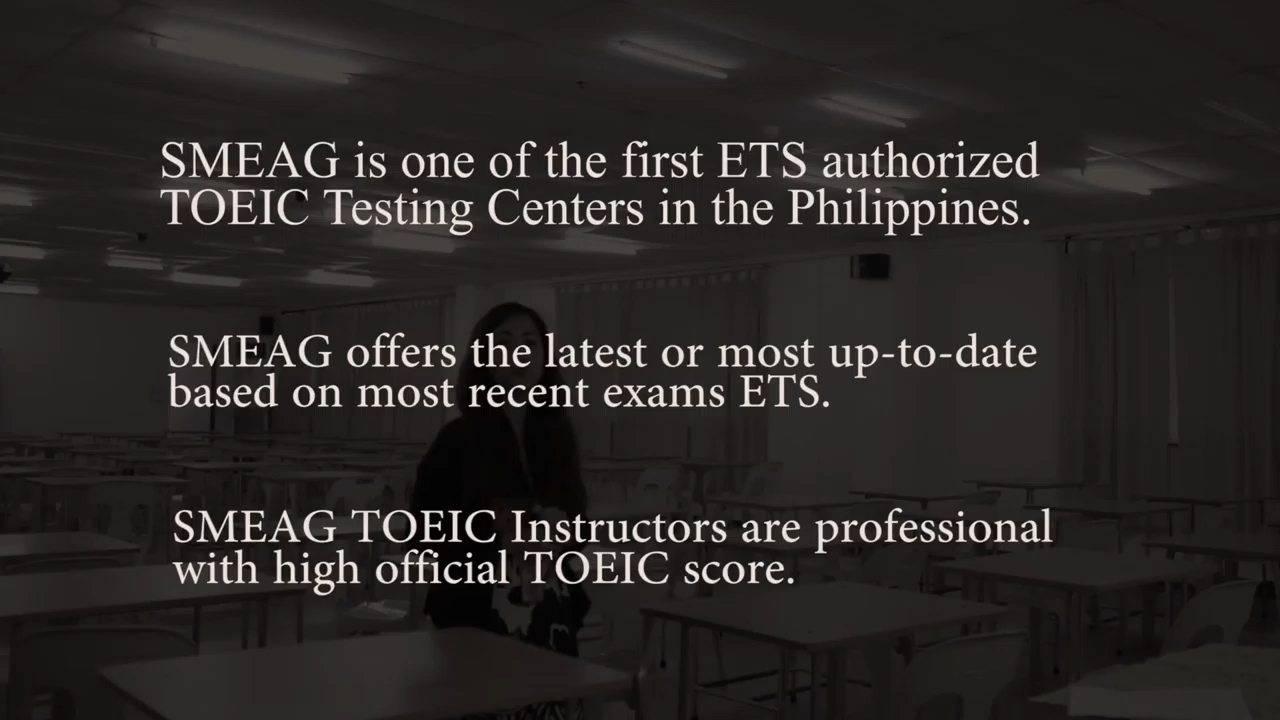 SMEAG is one of the first ETS authorized
TOEIC Testing Centers in the Philippines.
SMEAG offers the latest or most up-to-date
based on most recent exams ETS.
SMEAG TOEIC Instructors are professional
with high official TOEIC score.